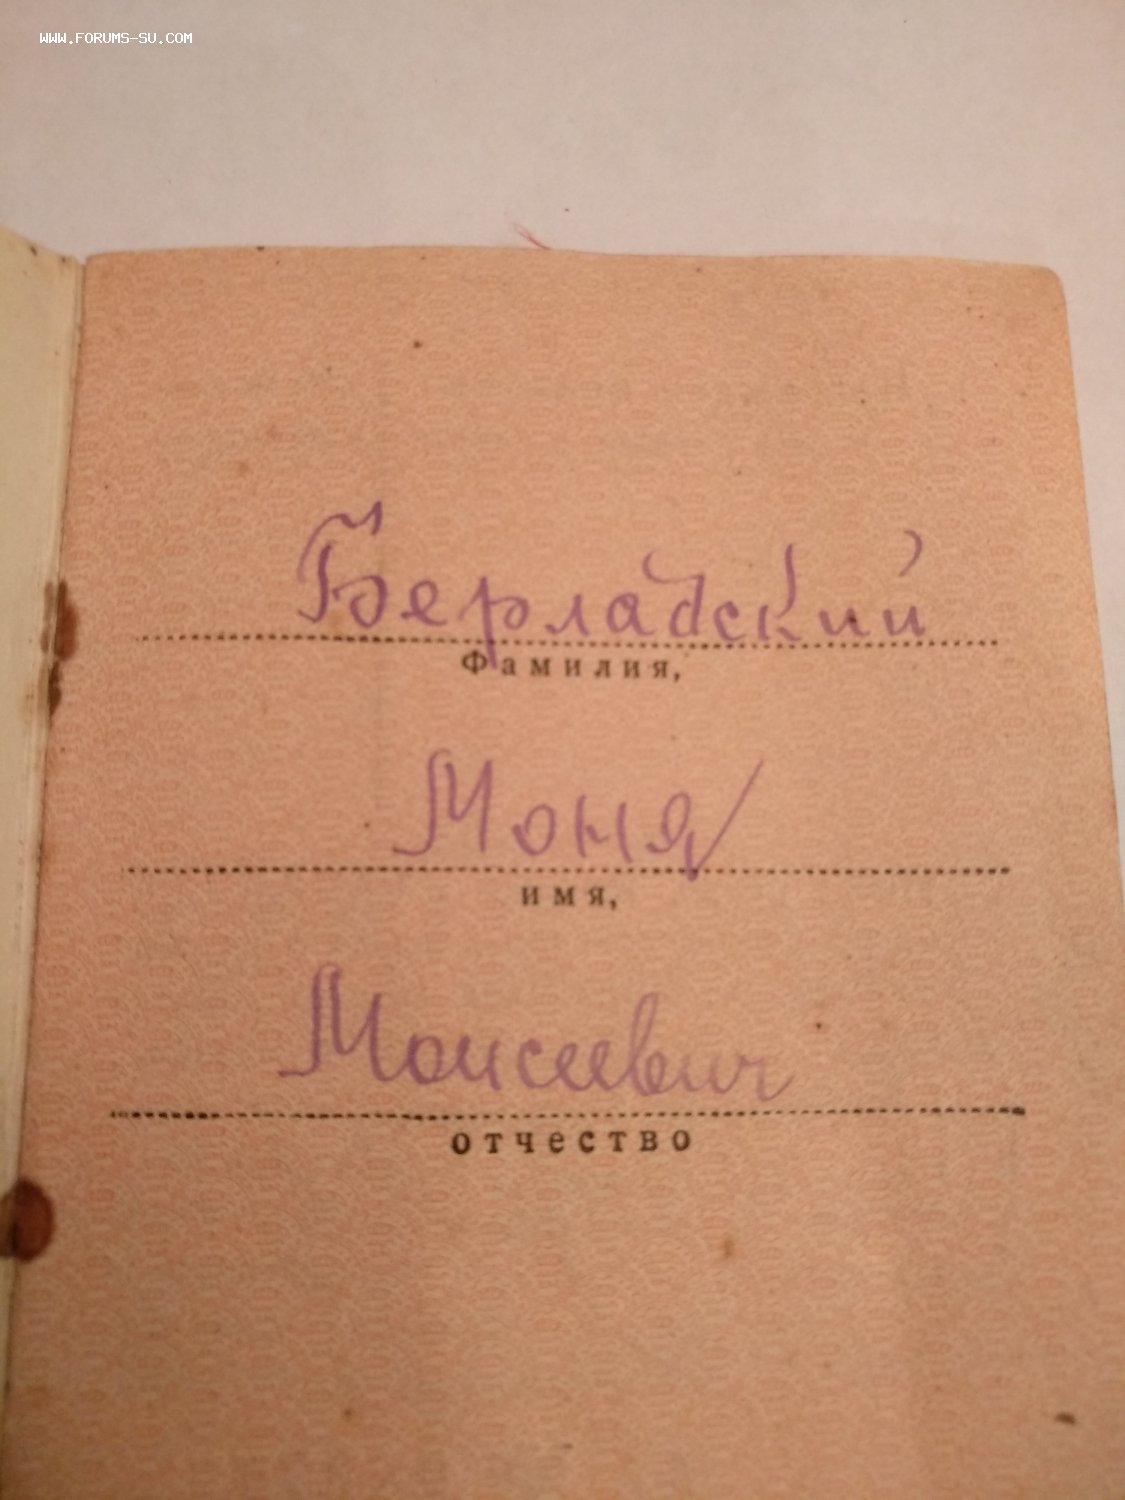 WWW.FORUMS-SU.COM
Берладский
Фамилия,
Моня
имя,
Моисеевич
отчество